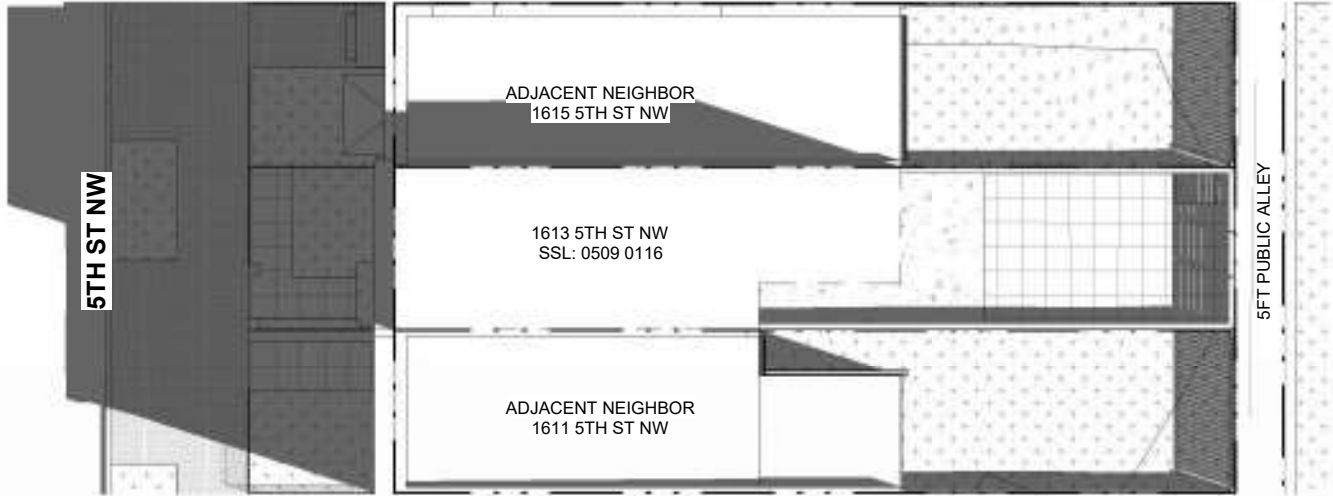 5TH ST NW
ADJACENT NEIGHBOR
1615 5TH ST NW
1613 5TH ST NW
SSL: 0509 0116
ADJACENT NEIGHBOR
1611 5TH ST NW
5FT PUBLIC ALLEY